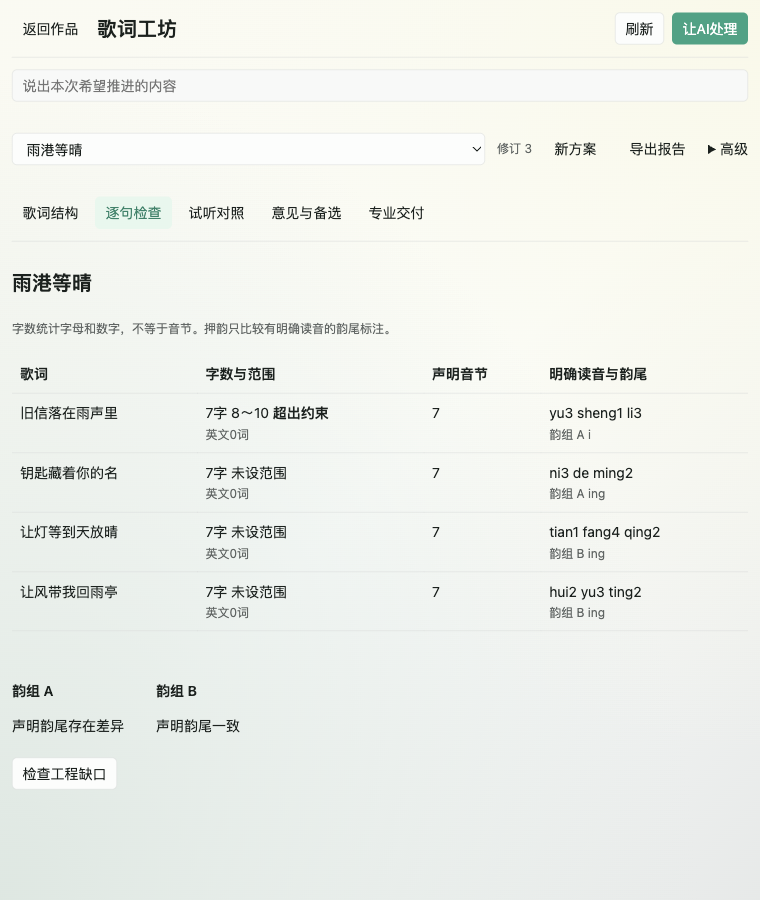 返回作品 歌词工坊 刷新 让AI处理
说出本次希望推进的内容
雨港等晴 修订 3 新方案 导出报告 ▶ 高级
歌词结构 逐句检查 试听对照 意见与备选 专业交付
雨港等晴
字数统计字母和数字，不等于音节。押韵只比较有明确读音的韵尾标注。
歌词 字数与范围 声明音节 明确读音与韵尾
旧信落在雨声里 7字 8～10 超出约束 7 yu3 sheng1 li3
英文0词 韵组 A i
钥匙藏着你的名 7字 未设范围 7 ni3 de ming2
英文0词 韵组 A ing
让灯等到天放晴 7字 未设范围 7 tian1 fang4 qing2
英文0词 韵组 B ing
让风带我回雨亭 7字 未设范围 7 hui2 yu3 ting2
英文0词 韵组 B ing
韵组 A 韵组 B
声明韵尾存在差异 声明韵尾一致
检查工程缺口